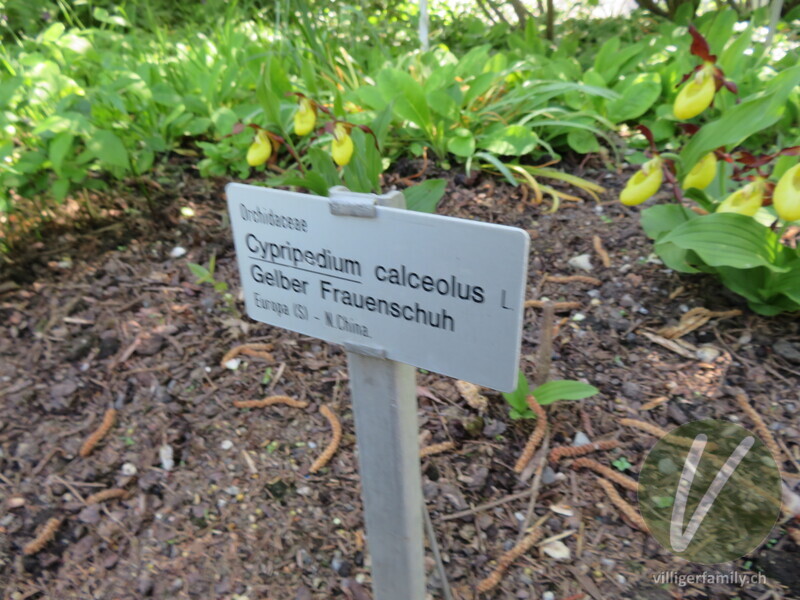 Orchidaceae
Cypripedium calceolus L
Gelber Frauenschuh
Europa (S) - N.China.
V
villigerfamily.ch